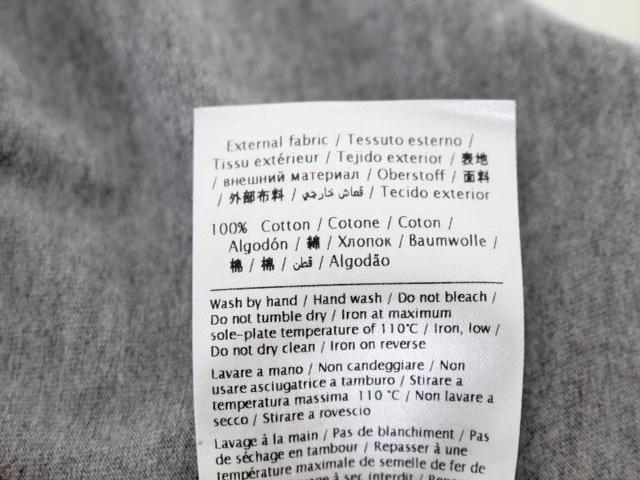 External fabric / Tessuto esterno /
Tissu extérieur / Tejido exterior / 表地
/ внешний материал / Oberstoff / 面料
/ 外部布料 / قماش خارجي / Tecido exterior
100% Cotton / Cotone / Coton /
Algodón / 綿 / Хлопок / Baumwolle /
棉 / 棉 / قطن / Algodão
Wash by hand / Hand wash / Do not bleach /
Do not tumble dry / Iron at maximum
sole-plate temperature of 110°C / Iron, low /
Do not dry clean / Iron on reverse
Lavare a mano / Non candeggiare / Non
usare asciugatrice a tamburo / Stirare a
temperatura massima 110 °C / Non lavare a
secco / Stirare a rovescio
Lavage à la main / Pas de blanchiment / Pas
de séchage en tambour / Repasser à une
température maximale de semelle de fer de
à sec interdit /